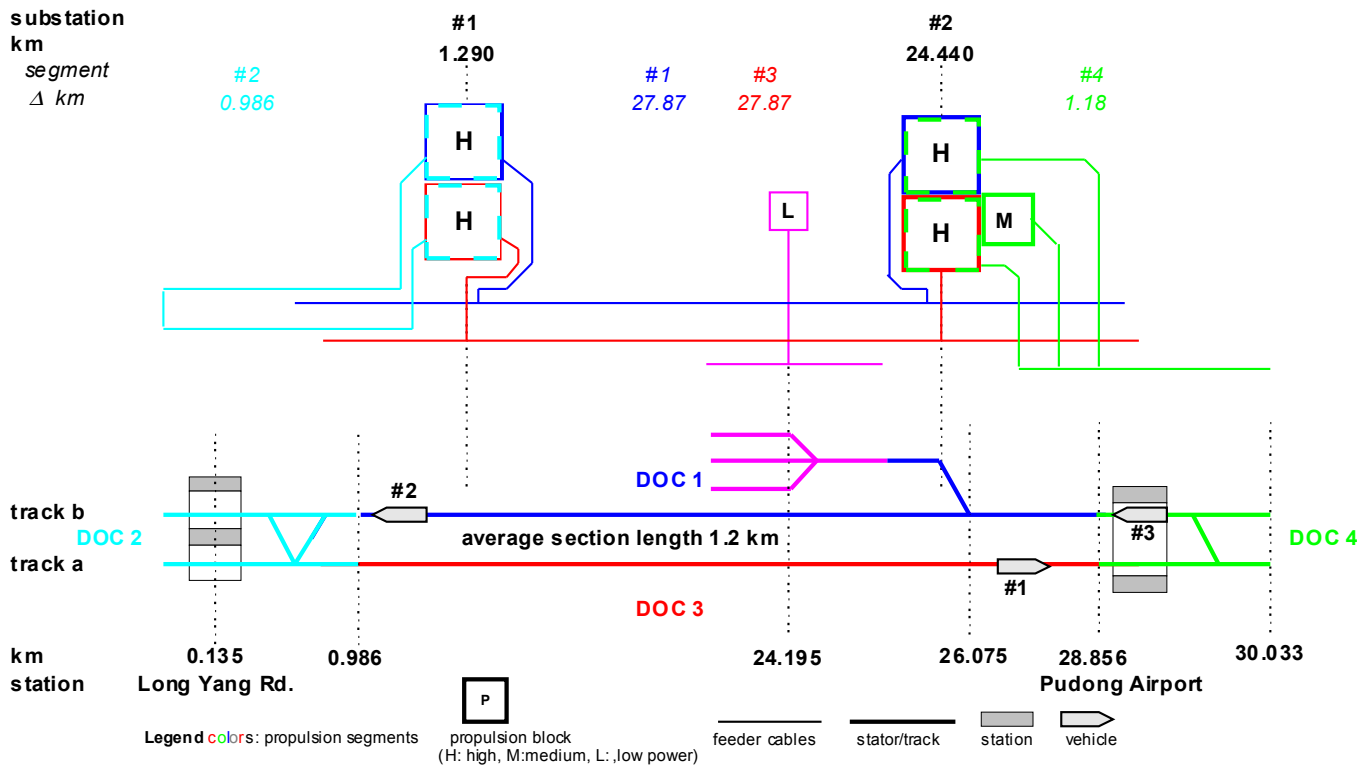 substation #1 #2
km 1.290 24.440
segment #2 #1 #3 #4
Δ km 0.986 27.87 27.87 1.18
H H
L
H H M
DOC 1
#2
track b
DOC 2 average section length 1.2 km #3 DOC 4
track a
#1
DOC 3
km 0.135 0.986 24.195 26.075 28.856 30.033
station Long Yang Rd. Pudong Airport
P
Legend colors: propulsion segments propulsion block feeder cables stator/track station vehicle
(H: high, M:medium, L: ,low power)